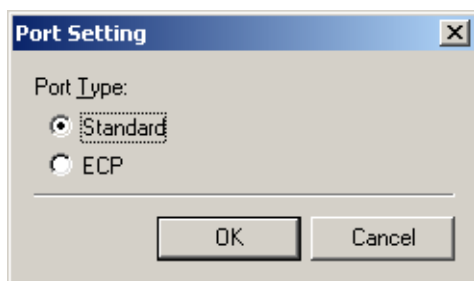 Port Setting
Port Type:
Standard
ECP
OK
Cancel